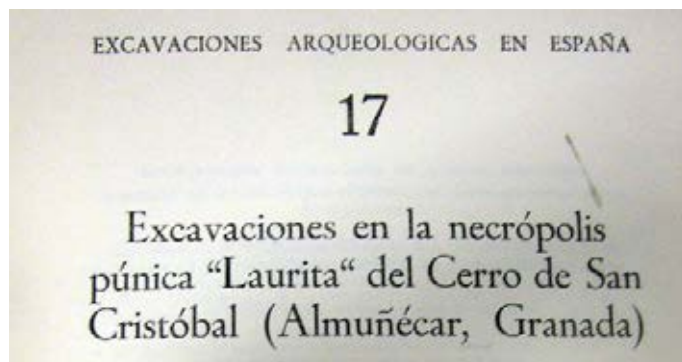 EXCAVACIONES ARQUEOLOGICAS EN ESPAÑA
17
Excavaciones en la necrópolis
púnica “Laurita“ del Cerro de San
Cristóbal (Almuñécar, Granada)